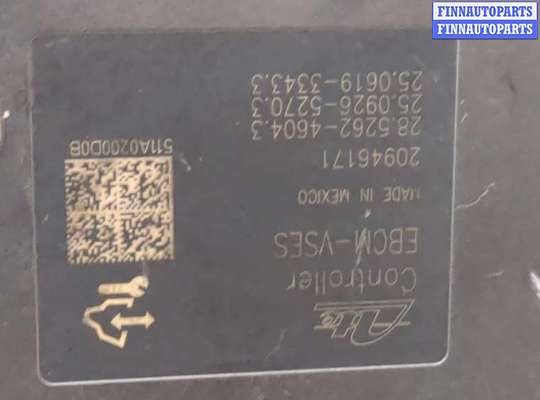 FINNAUTOPARTS
FINNAUTOPARTS
Ate
Controller
EBCM-VSES
MADE IN MEXICO
20946171
28.5262-4604.3
25.0926-5270.3
25.0619-3343.3
511A0200D0B